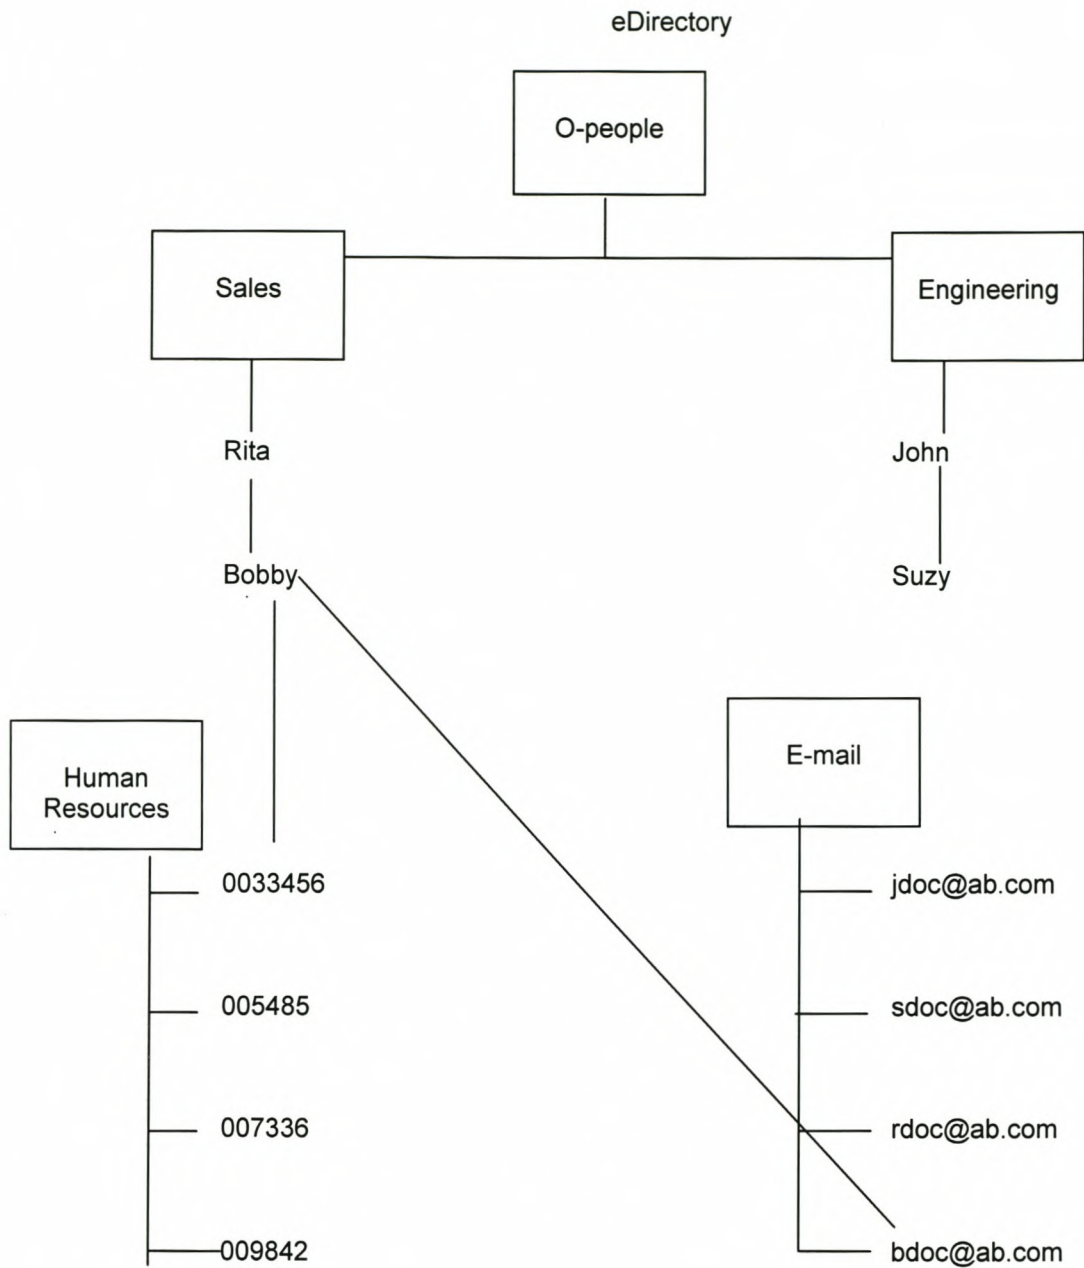 eDirectory
O-people
Sales
Engineering
Rita
John
Bobby
Suzy
Human
Resources
E-mail
0033456
jdoc@ab.com
005485
sdoc@ab.com
007336
rdoc@ab.com
009842
bdoc@ab.com